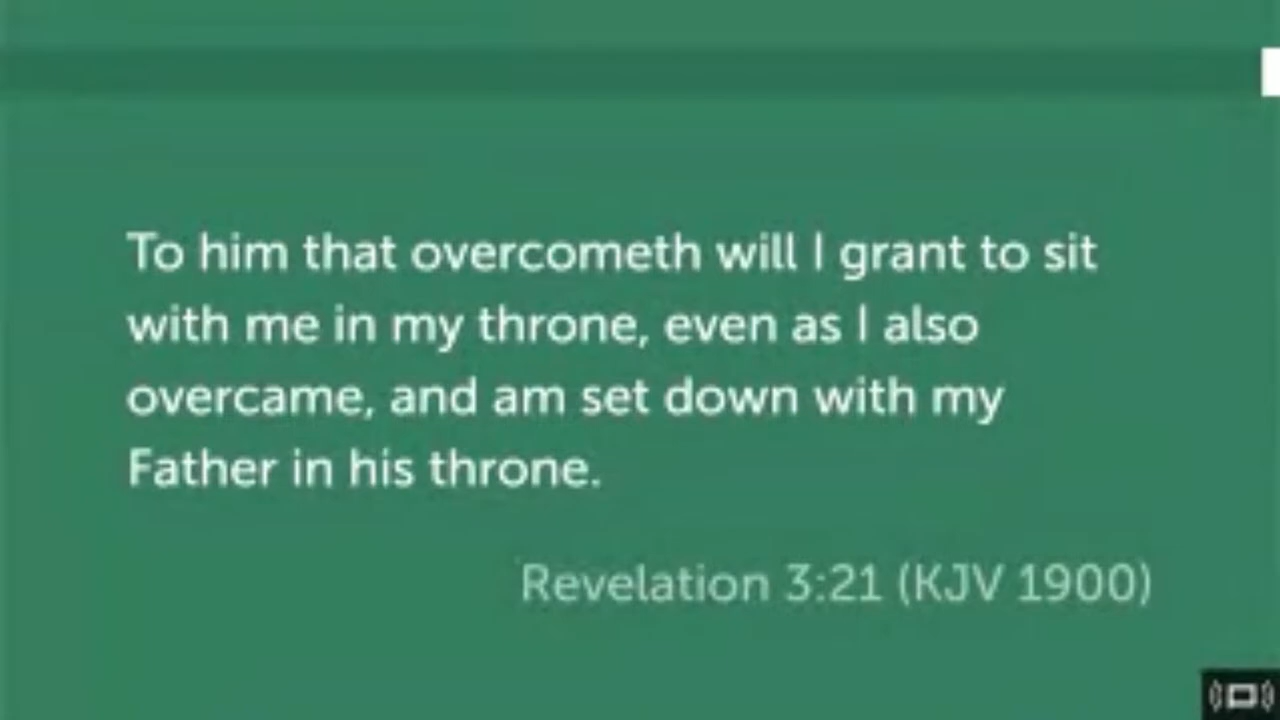 To him that overcometh will I grant to sit
with me in my throne, even as I also
overcame, and am set down with my
Father in his throne.
Revelation 3:21 (KJV 1900)